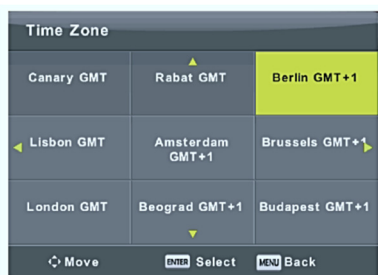 Time Zone
Canary GMT
Rabat GMT
Berlin GMT+1
Lisbon GMT
Amsterdam
GMT+1
Brussels GMT+1
London GMT
Beograd GMT+1
Budapest GMT+1
Move
ENTER Select
MENU Back